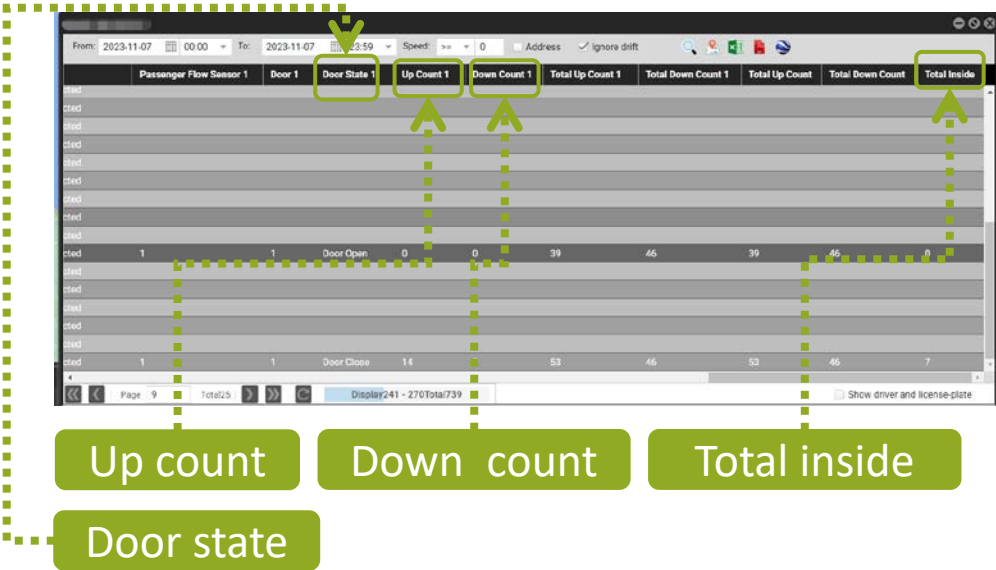 From: 2023-11-07 00:00 To: 2023-11-07 23:59 Speed: >= 0 Address Ignore drift
Passenger Flow Sensor 1 Door 1 Door State 1 Up Count 1 Down Count 1 Total Up Count 1 Total Down Count 1 Total Up Count Total Down Count Total Inside
cted
cted
cted
cted
cted
cted
cted
cted
cted
cted 1 1 Door Open 0 0 39 46 39 46 0
cted
cted
cted
cted
cted
cted 1 1 Door Close 14 53 46 53 46 7
Page 9 Total25 Display241 - 270Total739 Show driver and license-plate
Up count Down count Total inside
Door state